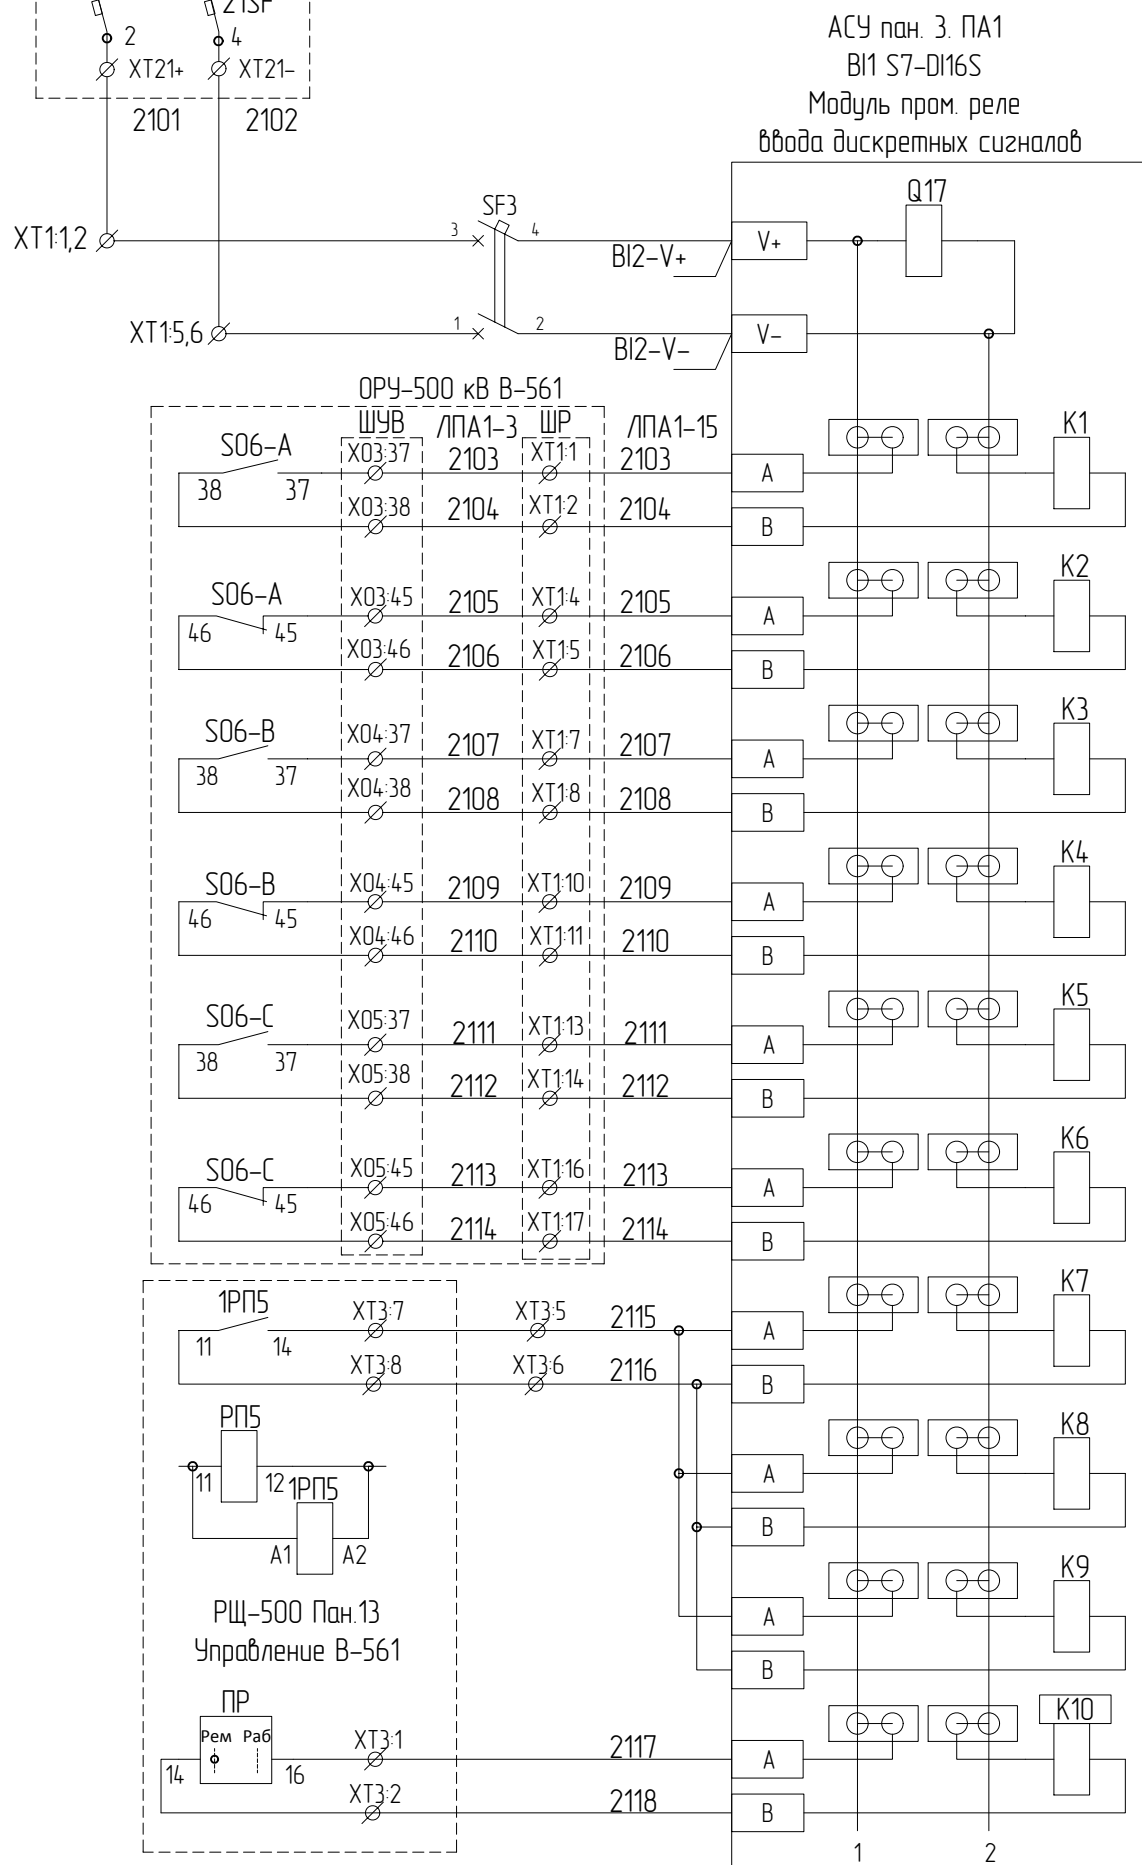 21SF
2
4
XT21+
XT21-
2101
2102
АСУ пан. 3. ПА1
BI1 S7-DI16S
Модуль пром. реле
ввода дискретных сигналов
Q17
SF3
XT1:1,2
3
4
BI2-V+
V+
XT1:5,6
1
2
BI2-V-
V-
ОРУ-500 кВ В-561
ШУВ
ЛПА1-3
ШР
ЛПА1-15
K1
S06-A
X03:37
2103
XT1:1
2103
A
38
37
X03:38
2104
XT1:2
2104
B
K2
S06-A
X03:45
2105
XT1:4
2105
A
46
45
X03:46
2106
XT1:5
2106
B
K3
S06-B
X04:37
2107
XT1:7
2107
A
38
37
X04:38
2108
XT1:8
2108
B
K4
S06-B
X04:45
2109
XT1:10
2109
A
46
45
X04:46
2110
XT1:11
2110
B
K5
S06-C
X05:37
2111
XT1:13
2111
A
38
37
X05:38
2112
XT1:14
2112
B
K6
S06-C
X05:45
2113
XT1:16
2113
A
46
45
X05:46
2114
XT1:17
2114
B
K7
1РП5
XT3:7
XT3:5
2115
A
11
14
XT3:8
XT3:6
2116
B
РП5
K8
11
12
1РП5
A
A1
A2
B
K9
РЩ-500 Пан.13
A
Управление В-561
B
ПР
K10
Рем
Раб
XT3:1
2117
A
14
16
XT3:2
2118
B
1
2